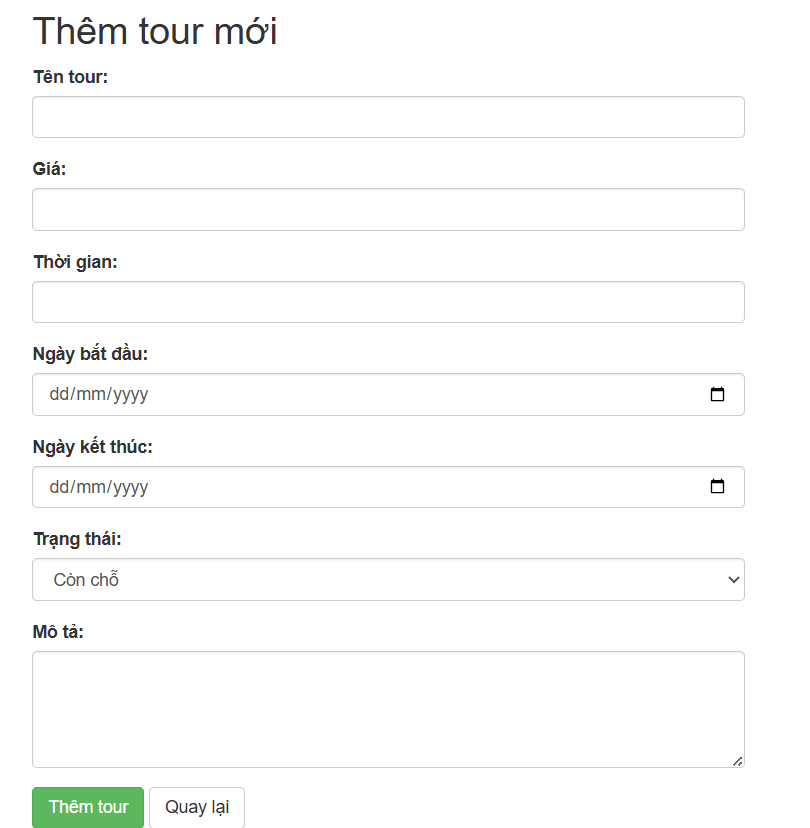 Thêm tour mới
Tên tour:
Giá:
Thời gian:
Ngày bắt đầu:
dd/mm/yyyy
Ngày kết thúc:
dd/mm/yyyy
Trạng thái:
Còn chỗ
Mô tả:
Thêm tour Quay lại